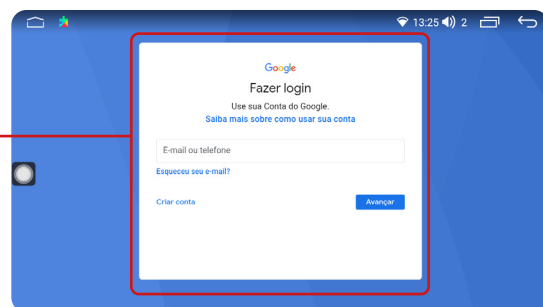 13:25 2
Google
Fazer login
Use sua Conta do Google.
Saiba mais sobre como usar sua conta
E-mail ou telefone
Esqueceu seu e-mail?
Criar conta Avançar